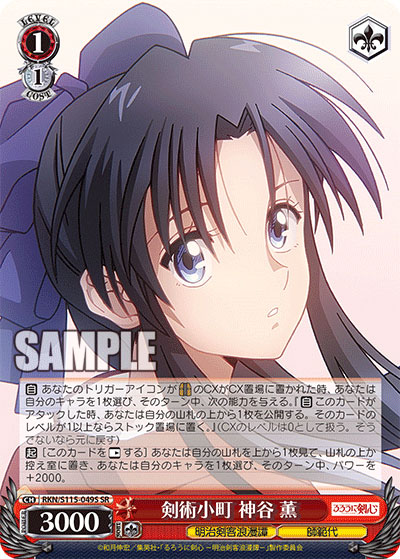 LEVEL
1
1
COST
SAMPLE
自 あなたのトリガーアイコンが のCXがCX置場に置かれた時、あなたは
自分のキャラを1枚選び、そのターン中、次の能力を与える。『自 このカードが
アタックした時、あなたは自分の山札の上から1枚を公開する。そのカードの
レベルが1以上ならストック置場に置く。』（CXのレベルは0として扱う。そ
うでないなら元に戻す）
起 ［このカードを する］ あなたは自分の山札を上から1枚見て、山札の上か
控え室に置き、自分のキャラを1枚選び、そのターン中、パワーを
+2000。
CH RKN/S115-049S SR
剣術小町 神谷 薫
るろうに剣心
3000
明治剣客浪漫譚
師範代
©和月伸宏／集英社・「るろうに剣心 −明治剣客浪漫譚−」製作委員会